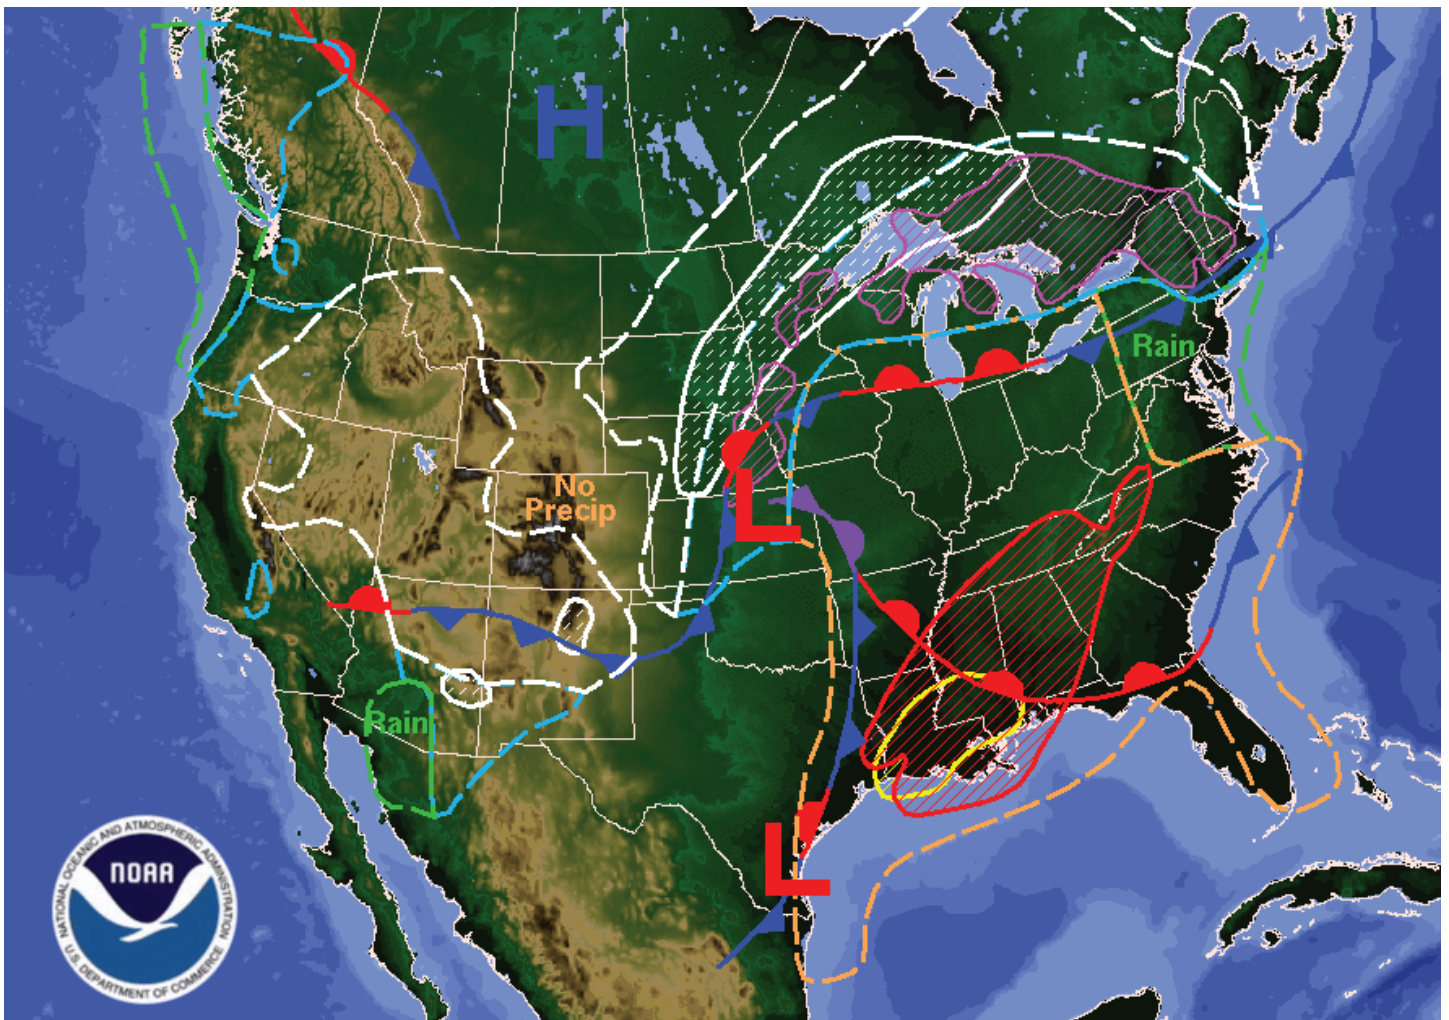 H
Rain
No
Precip
L
Rain
L
NATIONAL OCEANIC AND ATMOSPHERIC ADMINISTRATION
NOAA
U.S. DEPARTMENT OF COMMERCE